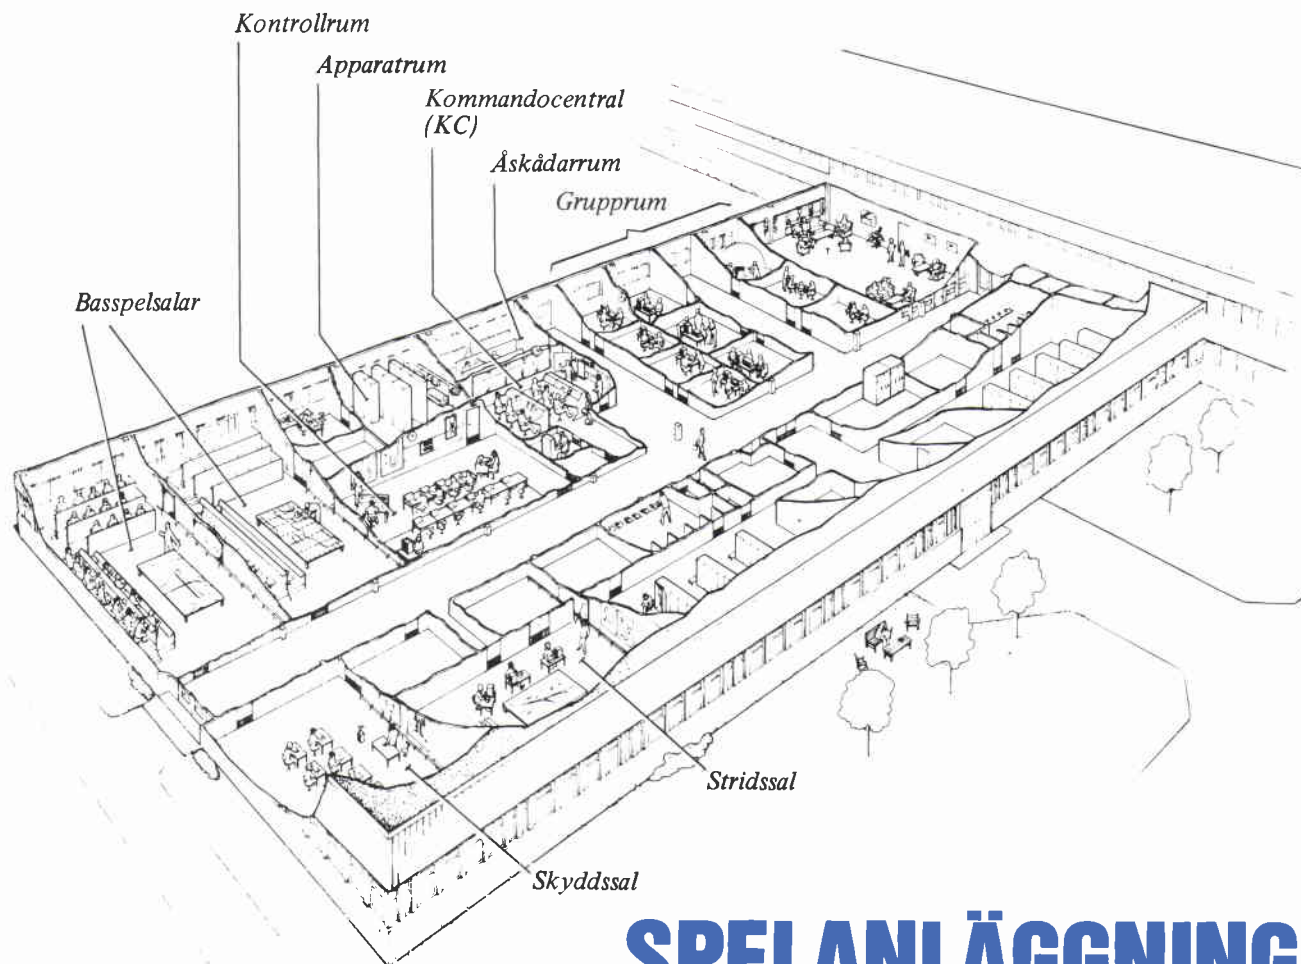 Kontrollrum
Apparatrum
Kommandocentral
(KC)
Åskådarrum
Grupprum
Basspelsalar
Stridssal
Skyddssal
SPELANLÄGGNING